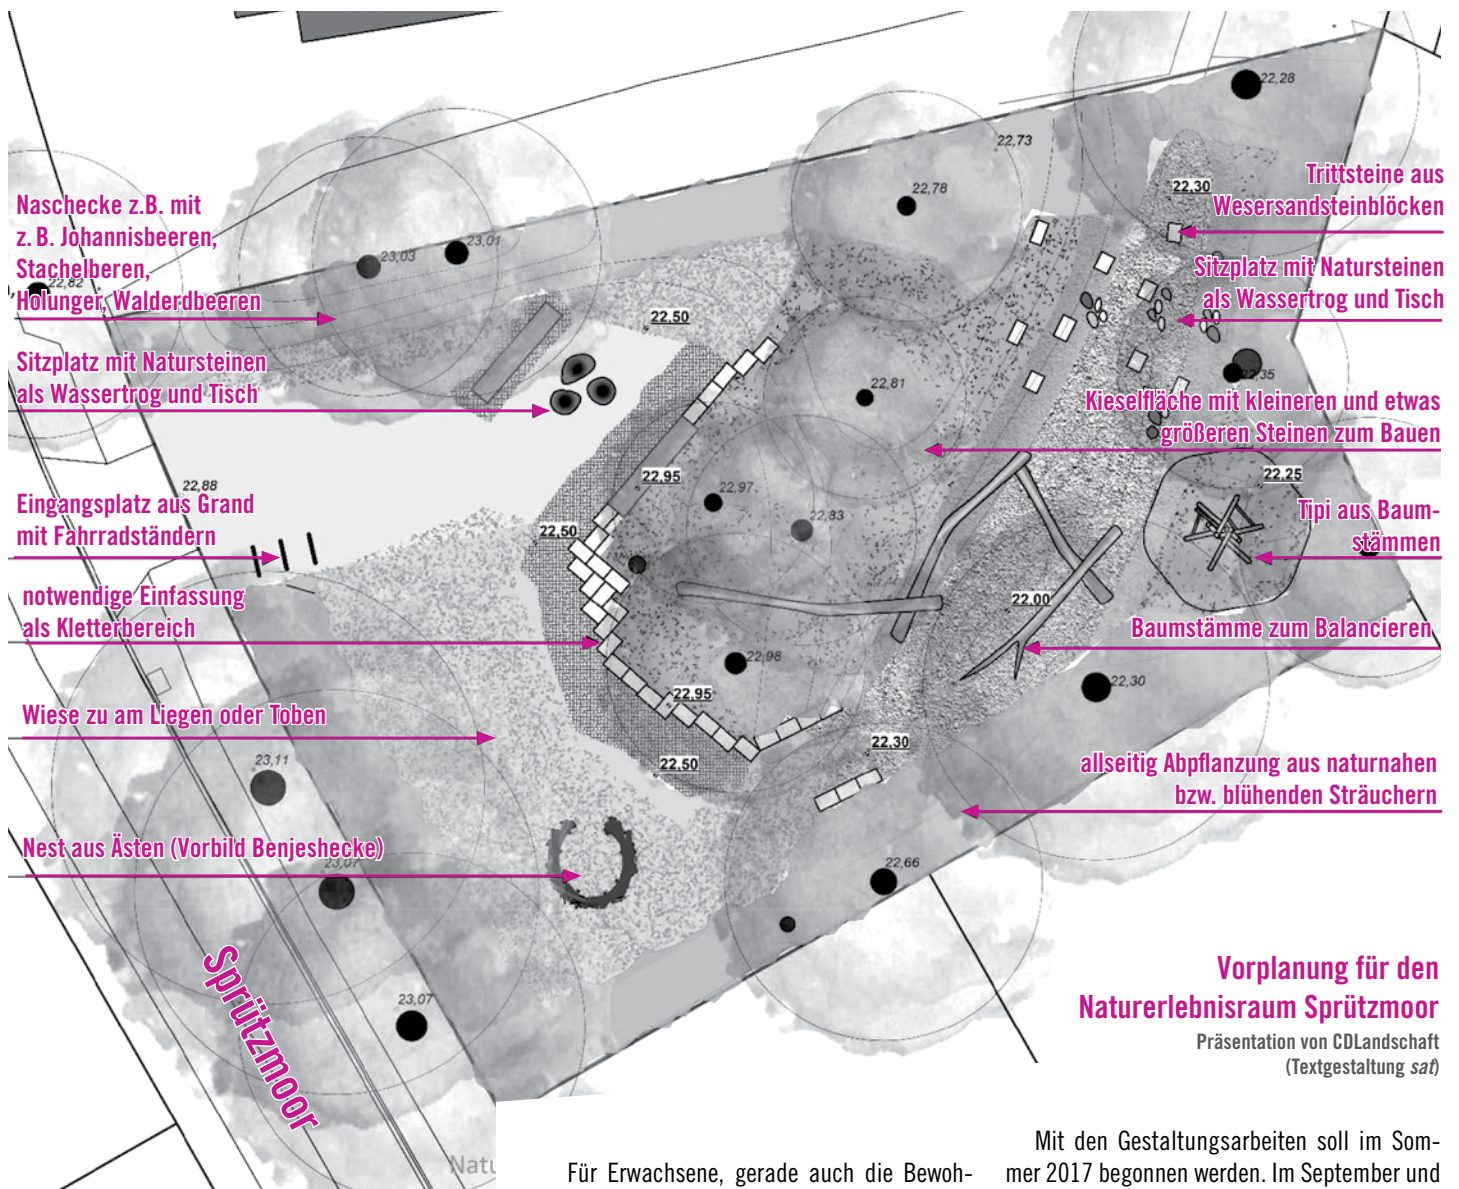 22,28
22,73
22,78
22,30
Trittsteine aus
Wesersandsteinblöcken
Naschecke z.B. mit
z. B. Johannisbeeren,
Stachelberen,
Holunger, Walderdbeeren
22,82
23,03
23,01
22,50
Sitzplatz mit Natursteinen
als Wassertrog und Tisch
Sitzplatz mit Natursteinen
als Wassertrog und Tisch
22,81
22,35
Kieselfläche mit kleineren und etwas
größeren Steinen zum Bauen
22,88
22,95
22,97
22,83
22,25
Eingangsplatz aus Grand
mit Fahrradständern
22,50
Tipi aus Baum-
stämmen
notwendige Einfassung
als Kletterbereich
22,00
Baumstämme zum Balancieren
22,98
22,95
22,30
Wiese zu am Liegen oder Toben
22,30
22,50
23,11
allseitig Abpflanzung aus naturnahen
bzw. blühenden Sträuchern
Nest aus Ästen (Vorbild Benjeshecke)
23,07
22,66
23,07
Sprützmoor
Vorplanung für den
Naturerlebnisraum Sprützmoor
Präsentation von CDLandschaft
(Textgestaltung sat)
Natu
Für Erwachsene, gerade auch die Bewoh-
Mit den Gestaltungsarbeiten soll im Som-
mer 2017 begonnen werden. Im September und